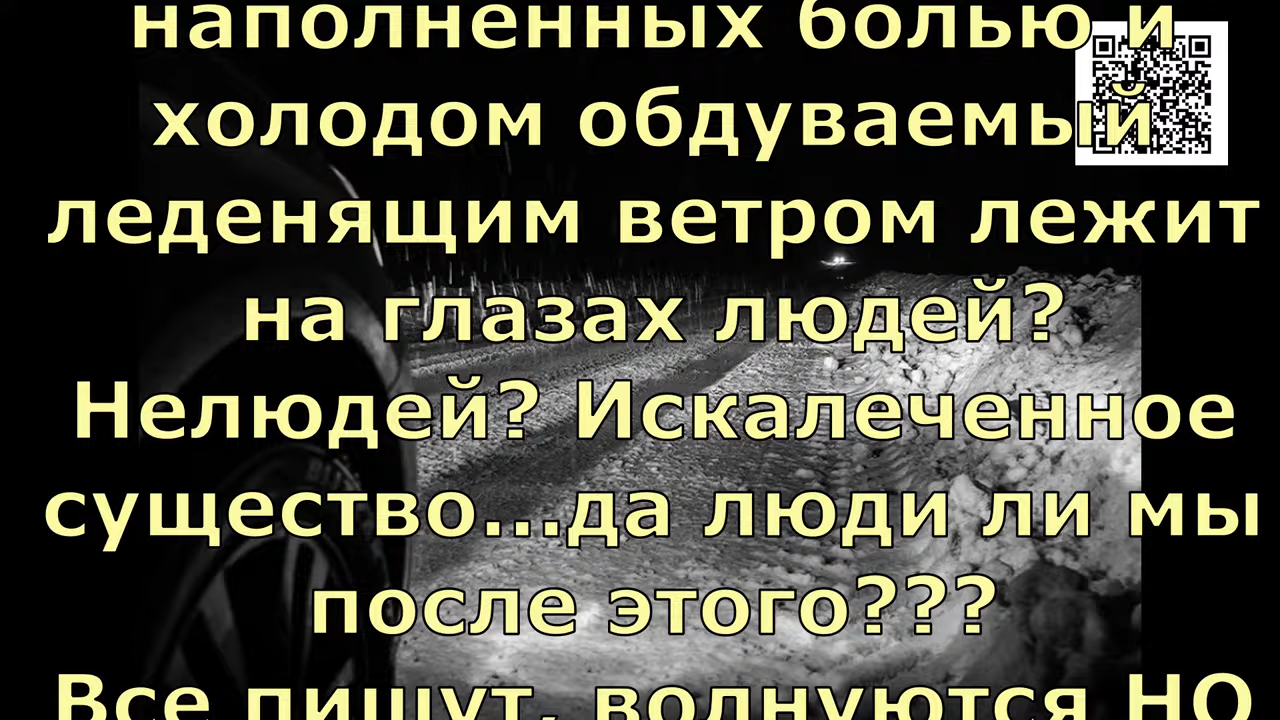 наполненных болью и
холодом обдуваемый
леденящим ветром лежит
на глазах людей?
Нелюдей? Искалеченное
существо...да люди ли мы
после этого???
Все пишут, волнуются НО